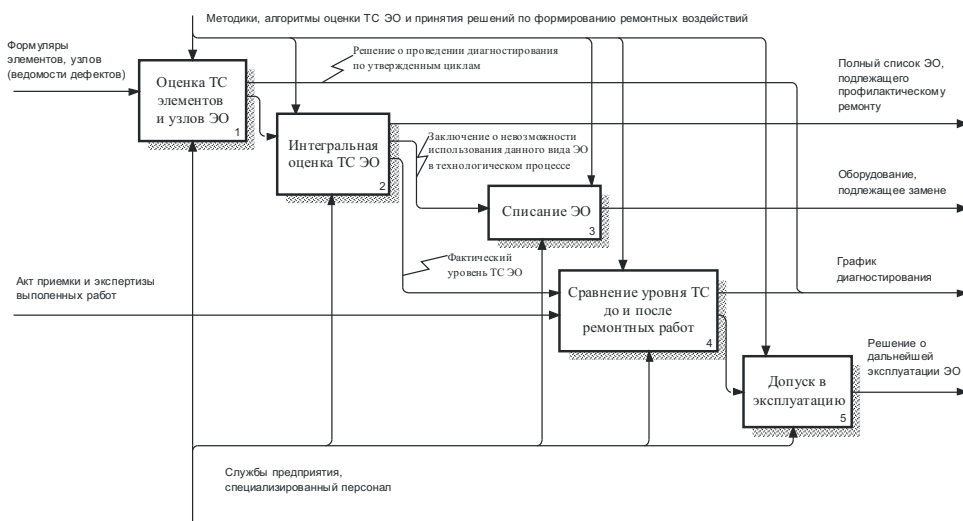 Методики, алгоритмы оценки ТС ЭО и принятия решений по формированию ремонтных воздействий
Формуляры
элементов, узлов
(ведомости дефектов)
Решение о проведении диагностирования
по утвержденным циклам
Полный список ЭО,
подлежащего
профилактическому
ремонту
Оценка ТС
элементов
и узлов ЭО
1
Интегральная
оценка ТС ЭО
2
Заключение о невозможности
использования данного вида ЭО
в технологическом процессе
Оборудование,
подлежащее замене
Списание ЭО
3
Фактический
уровень ТС ЭО
График
диагностирования
Акт приемки и экспертизы
выполенных работ
Сравнение уровня ТС
до и после
ремонтных работ
4
Решение о
дальнейшей
эксплуатации ЭО
Допуск в
эксплуатацию
5
Службы предприятия,
специализированный персонал